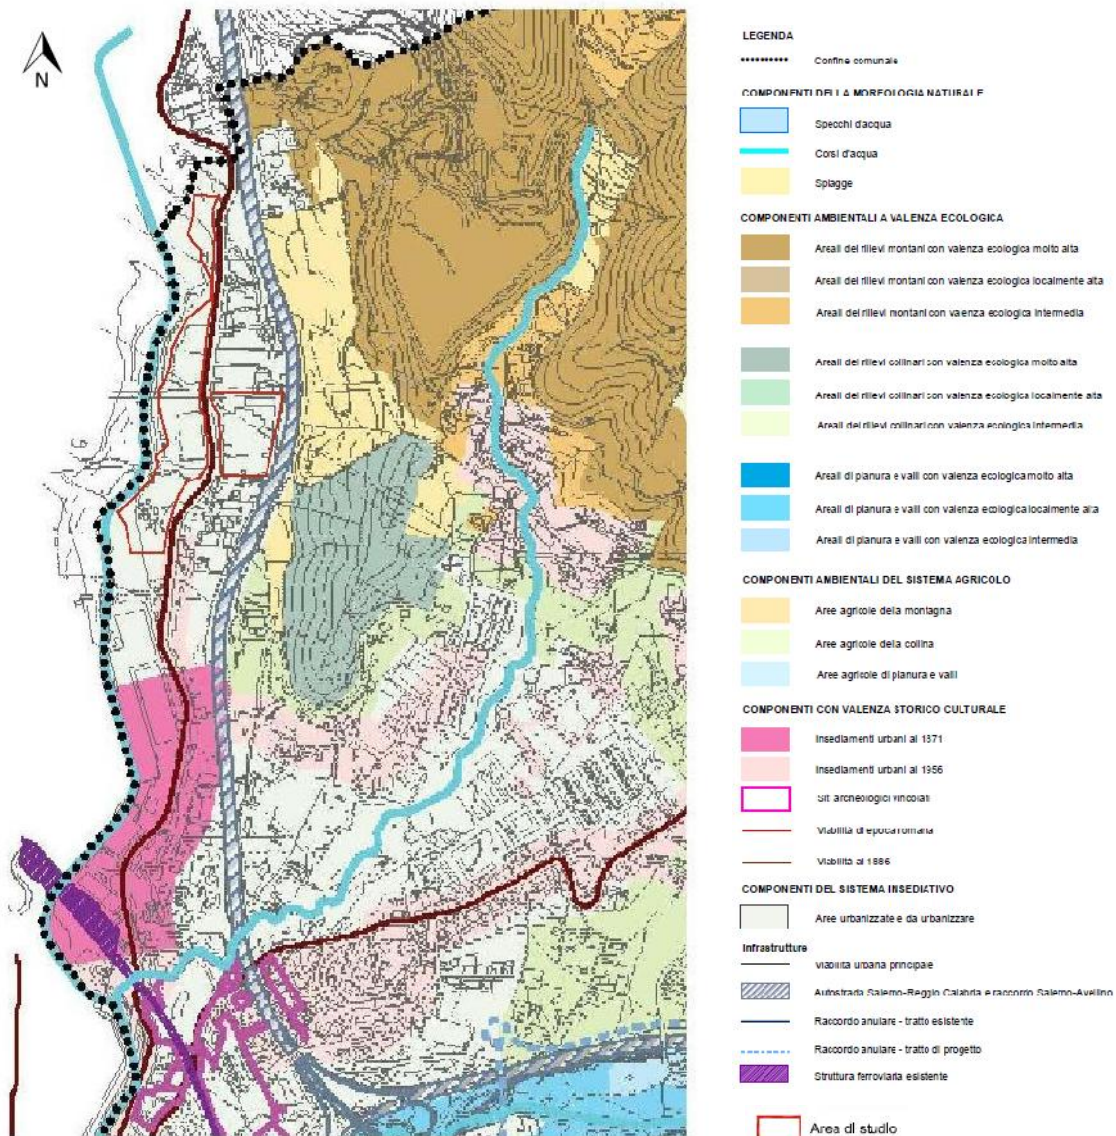 N
LEGENDA
Confine comunale
COMPONENTI DELLA MORFOLOGIA NATURALE
Specchi d'acqua
Corsi d'acqua
Spiagge
COMPONENTI AMBIENTALI A VALENZA ECOLOGICA
Areali dei rilievi montani con valenza ecologica molto alta
Areali dei rilievi montani con valenza ecologica localmente alta
Areali dei rilievi montani con valenza ecologica intermedia
Areali dei rilievi collinari con valenza ecologica molto alta
Areali dei rilievi collinari con valenza ecologica localmente alta
Areali dei rilievi collinari con valenza ecologica intermedia
Areali di pianura e valli con valenza ecologica molto alta
Areali di pianura e valli con valenza ecologica localmente alta
Areali di pianura e valli con valenza ecologica intermedia
COMPONENTI AMBIENTALI DEL SISTEMA AGRICOLO
Aree agricole della montagna
Aree agricole della collina
Aree agricole di pianura e valli
COMPONENTI CON VALENZA STORICO CULTURALE
Insediamenti urbani al 1871
Insediamenti urbani al 1956
Siti archeologici vincolati
Viabilità di epoca romana
Viabilità al 1886
COMPONENTI DEL SISTEMA INSEDIATIVO
Aree urbanizzate e da urbanizzare
Infrastrutture
Viabilità urbana principale
Autostrada Salerno-Reggio Calabria e raccordo Salerno-Avellino
Raccordo anulare - tratto esistente
Raccordo anulare - tratto di progetto
Struttura ferroviaria esistente
Area di studio